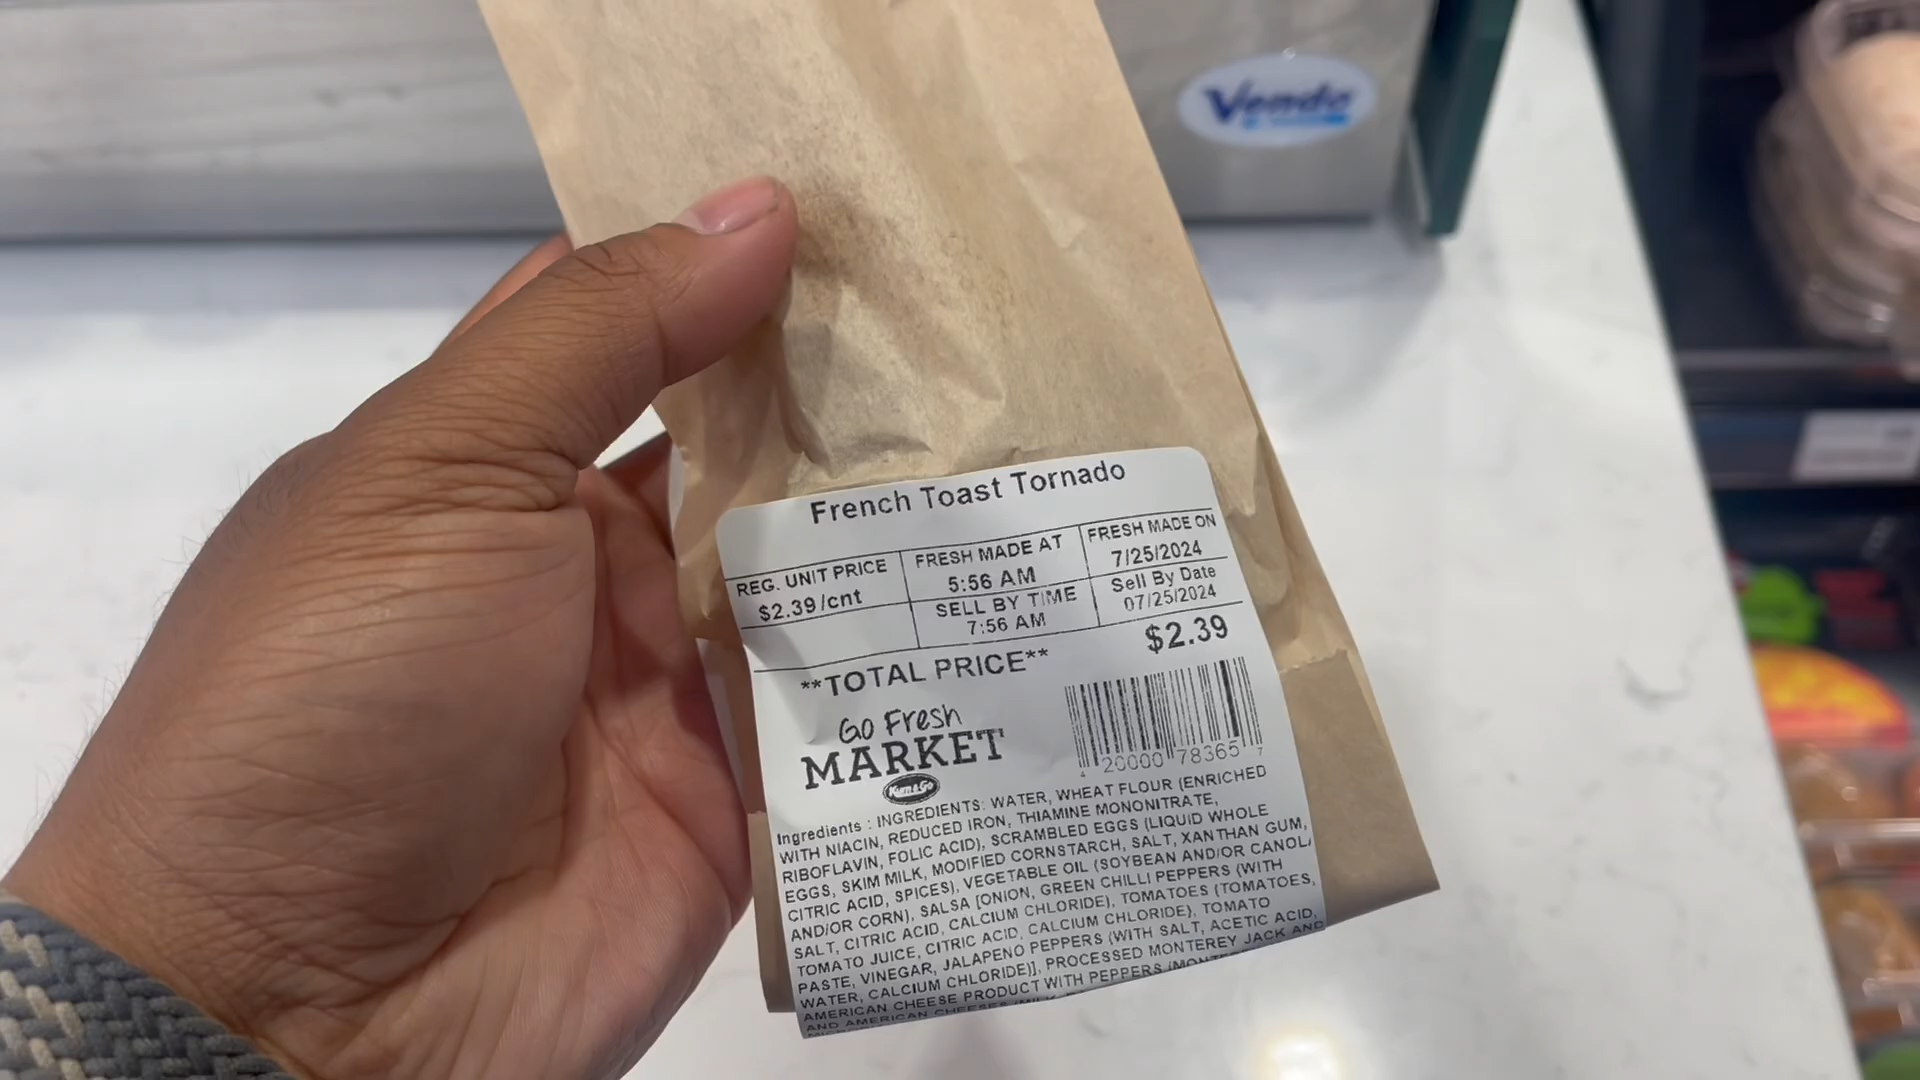 Vendo
French Toast Tornado
REG. UNIT PRICE
$2.39 /cnt
FRESH MADE AT
5:56 AM
SELL BY TIME
7:56 AM
FRESH MADE ON
7/25/2024
Sell By Date
07/25/2024
**TOTAL PRICE**
$2.39
Go Fresh
MARKET
Kum & Go
4 20000 78365 7
Ingredients : INGREDIENTS: WATER, WHEAT FLOUR (ENRICHED
WITH NIACIN, REDUCED IRON, THIAMINE MONONITRATE,
RIBOFLAVIN, FOLIC ACID), SCRAMBLED EGGS (LIQUID WHOLE
EGGS, SKIM MILK, MODIFIED CORNSTARCH, SALT, XANTHAN GUM,
CITRIC ACID, SPICES), VEGETABLE OIL (SOYBEAN AND/OR CANOL
AND/OR CORN), SALSA [ONION, GREEN CHILLI PEPPERS (WITH
SALT, CITRIC ACID, CALCIUM CHLORIDE), TOMATOES (TOMATOES,
TOMATO JUICE, CITRIC ACID, CALCIUM CHLORIDE), TOMATO
PASTE, VINEGAR, JALAPENO PEPPERS (WITH SALT, ACETIC ACID,
WATER, CALCIUM CHLORIDE)], PROCESSED MONTEREY JACK AND
AMERICAN CHEESE PRODUCT WITH PEPPERS
AND AMERICAN CHEESES